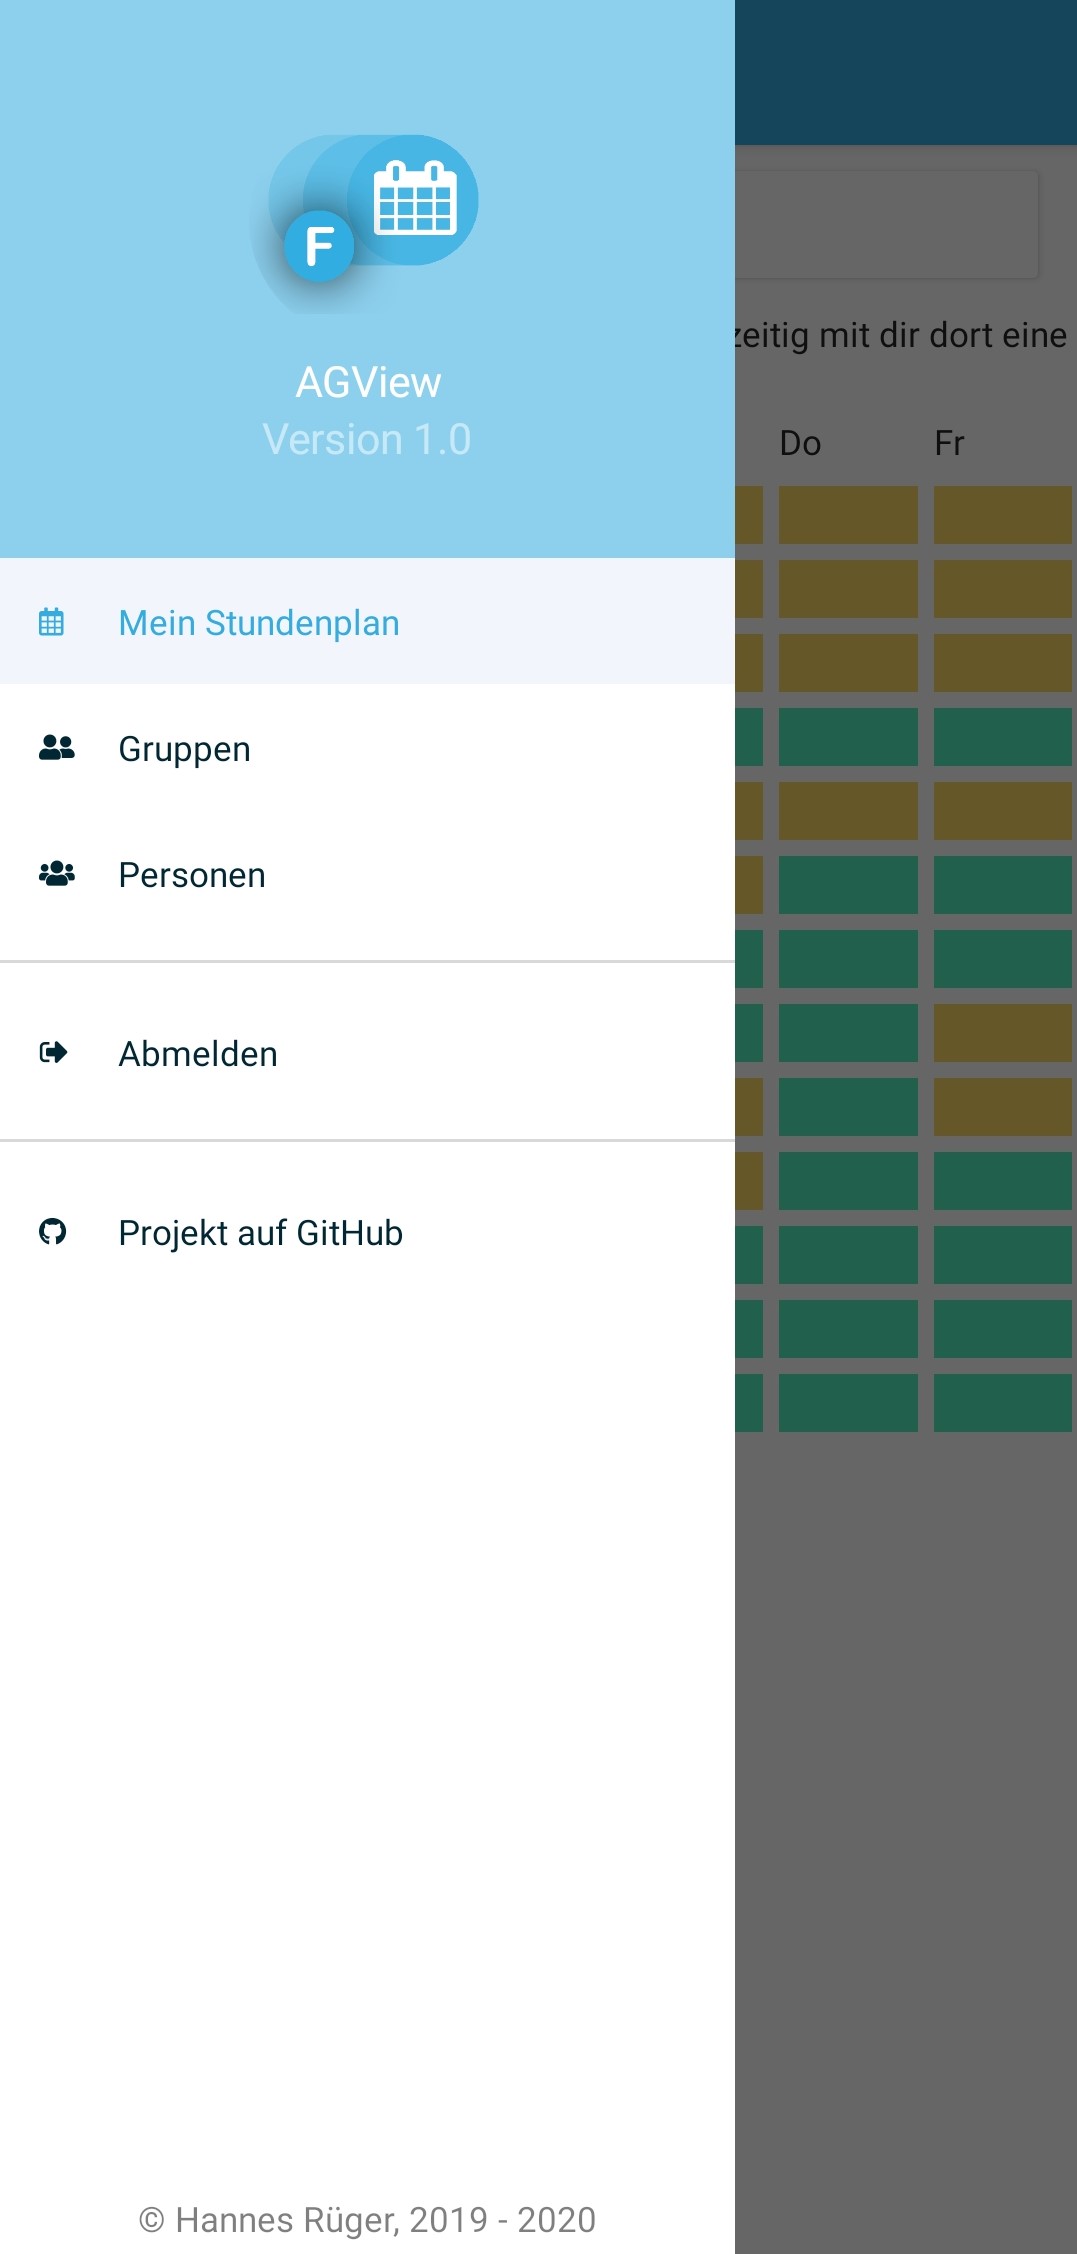 F
AGView
Version 1.0
zeitig mit dir dort eine
Do Fr
Mein Stundenplan
Gruppen
Personen
Abmelden
Projekt auf GitHub
© Hannes Rüger, 2019 - 2020